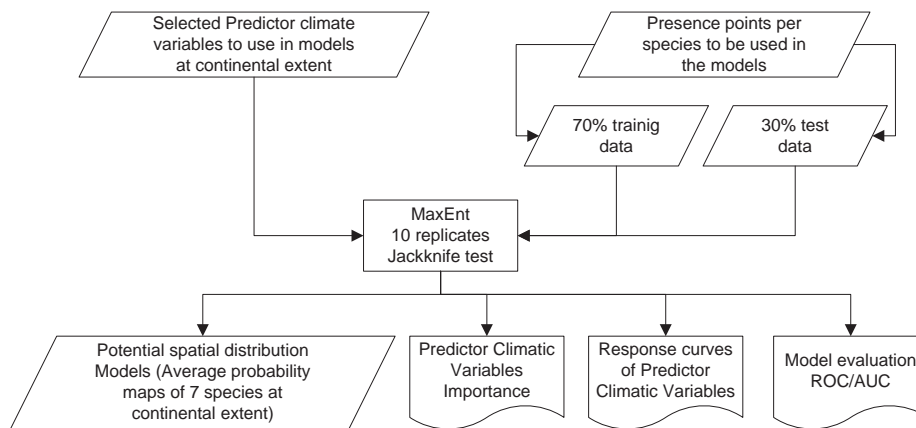 Selected Predictor climate
variables to use in models
at continental extent
Presence points per
species to be used in
the models
70% trainig
data
30% test
data
MaxEnt
10 replicates
Jackknife test
Potential spatial distribution
Models (Average probability
maps of 7 species at
continental extent)
Predictor Climatic
Variables
Importance
Response curves
of Predictor
Climatic Variables
Model evaluation
ROC/AUC